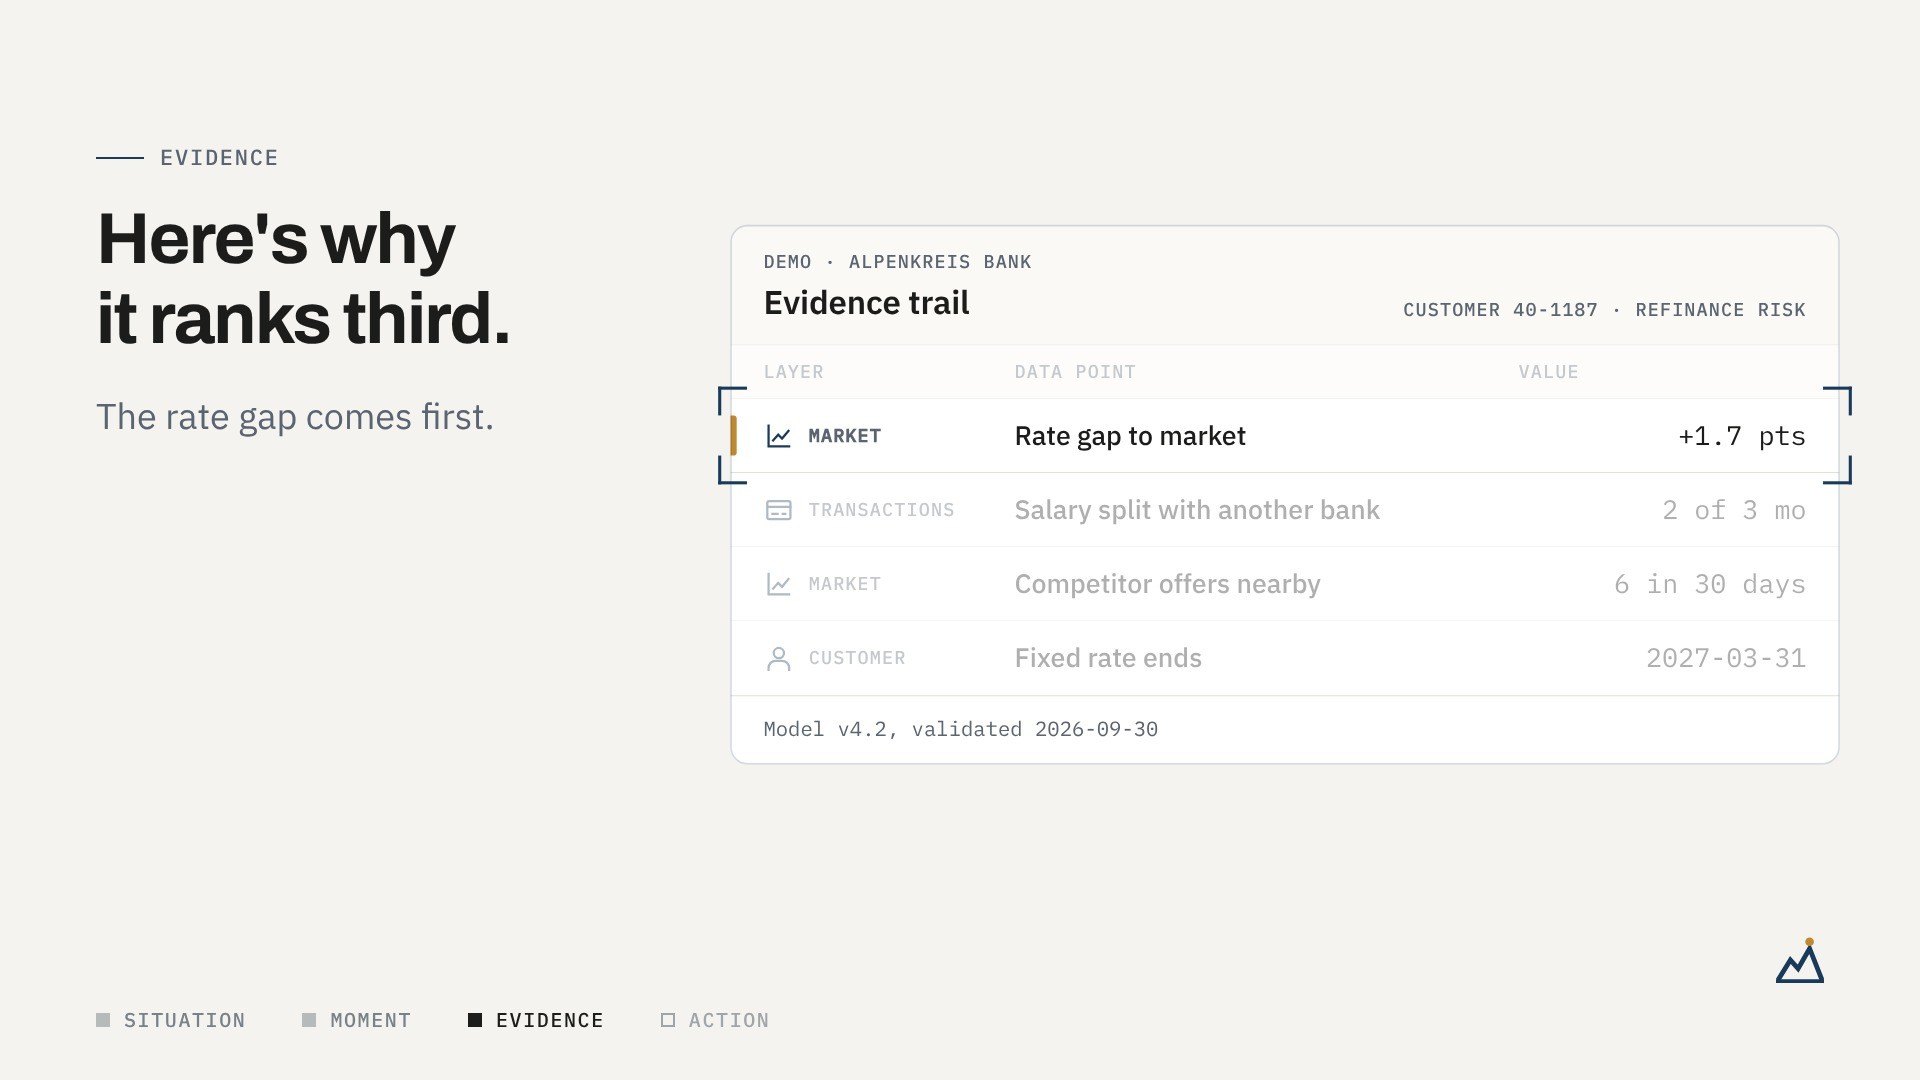 EVIDENCE
Here's why
it ranks third.
The rate gap comes first.
DEMO · ALPENKREIS BANK
Evidence trail
CUSTOMER 40-1187 · REFINANCE RISK
LAYER DATA POINT VALUE
MARKET Rate gap to market +1.7 pts
TRANSACTIONS Salary split with another bank 2 of 3 mo
MARKET Competitor offers nearby 6 in 30 days
CUSTOMER Fixed rate ends 2027-03-31
Model v4.2, validated 2026-09-30
SITUATION MOMENT EVIDENCE ACTION